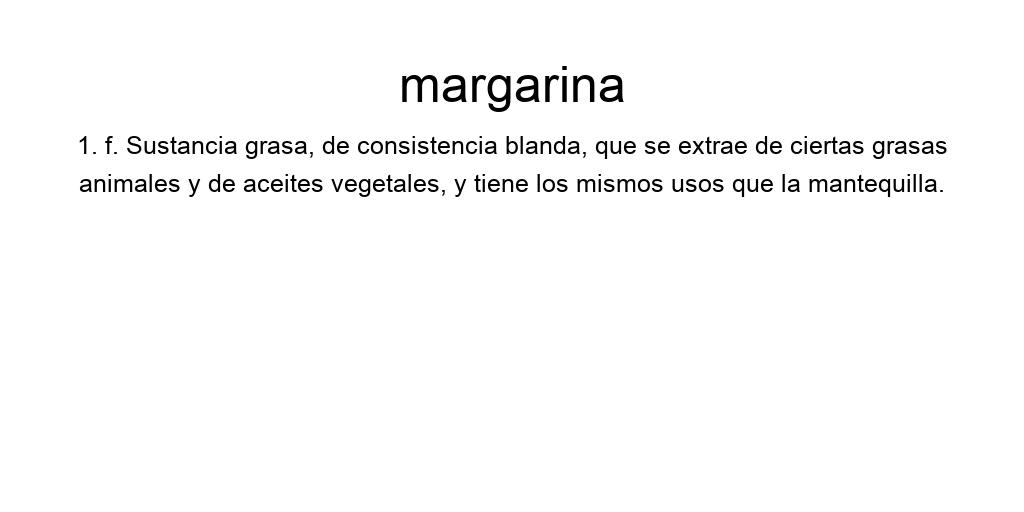 margarina
1. f. Sustancia grasa, de consistencia blanda, que se extrae de ciertas grasas
animales y de aceites vegetales, y tiene los mismos usos que la mantequilla.